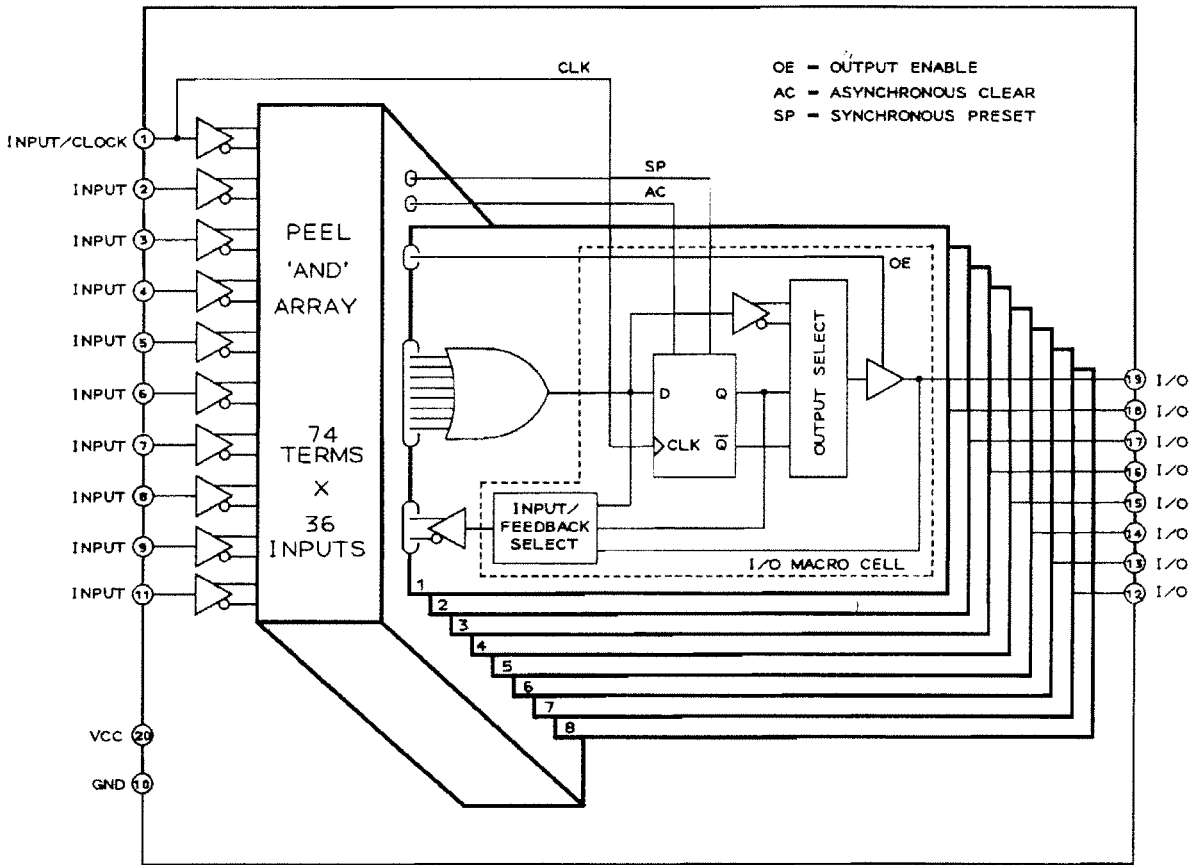 CLK
OE - OUTPUT ENABLE
AC - ASYNCHRONOUS CLEAR
SP - SYNCHRONOUS PRESET
INPUT/CLOCK 1
INPUT 2
INPUT 3
INPUT 4
INPUT 5
INPUT 6
INPUT 7
INPUT 8
INPUT 9
INPUT 11
VCC 20
GND 10
PEEL
'AND'
ARRAY
74
TERMS
X
36
INPUTS
SP
AC
OE
D Q
CLK Q̅
OUTPUT SELECT
INPUT/
FEEDBACK
SELECT
I/O MACRO CELL
1
2
3
4
5
6
7
8
19 I/O
18 I/O
17 I/O
16 I/O
15 I/O
14 I/O
13 I/O
12 I/O